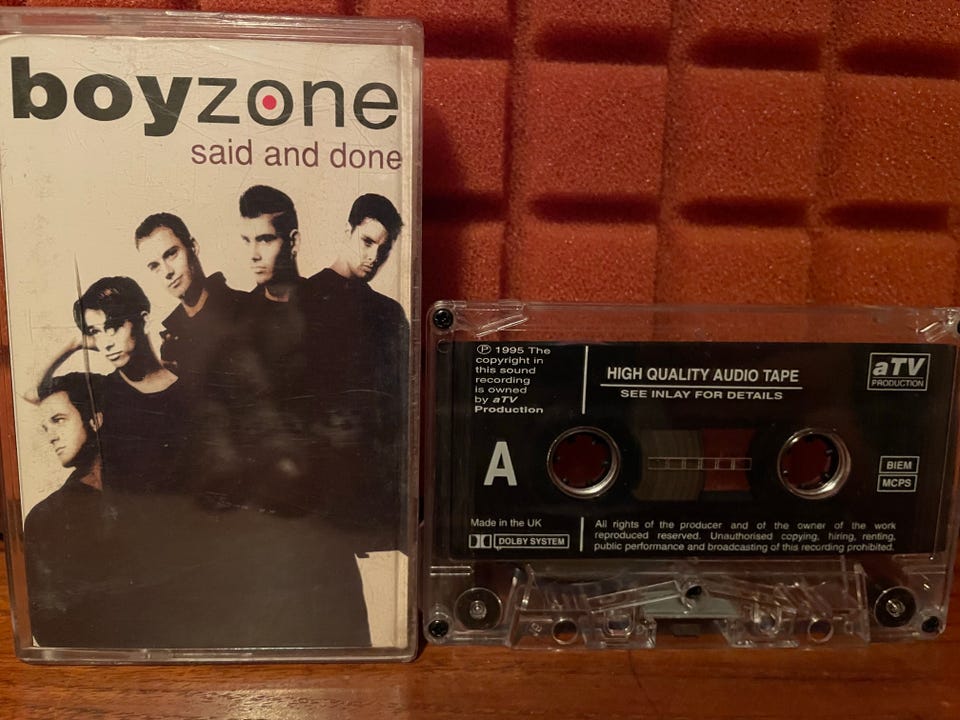 boyzone
said and done
℗ 1995 The
copyright in
this sound
recording
is owned
by aTV
Production
HIGH QUALITY AUDIO TAPE
SEE INLAY FOR DETAILS
aTV
PRODUCTION
A
BIEM
MCPS
Made in the UK
DOLBY SYSTEM
All rights of the producer and of the owner of the work
reproduced reserved. Unauthorised copying, hiring, renting,
public performance and broadcasting of this recording prohibited.